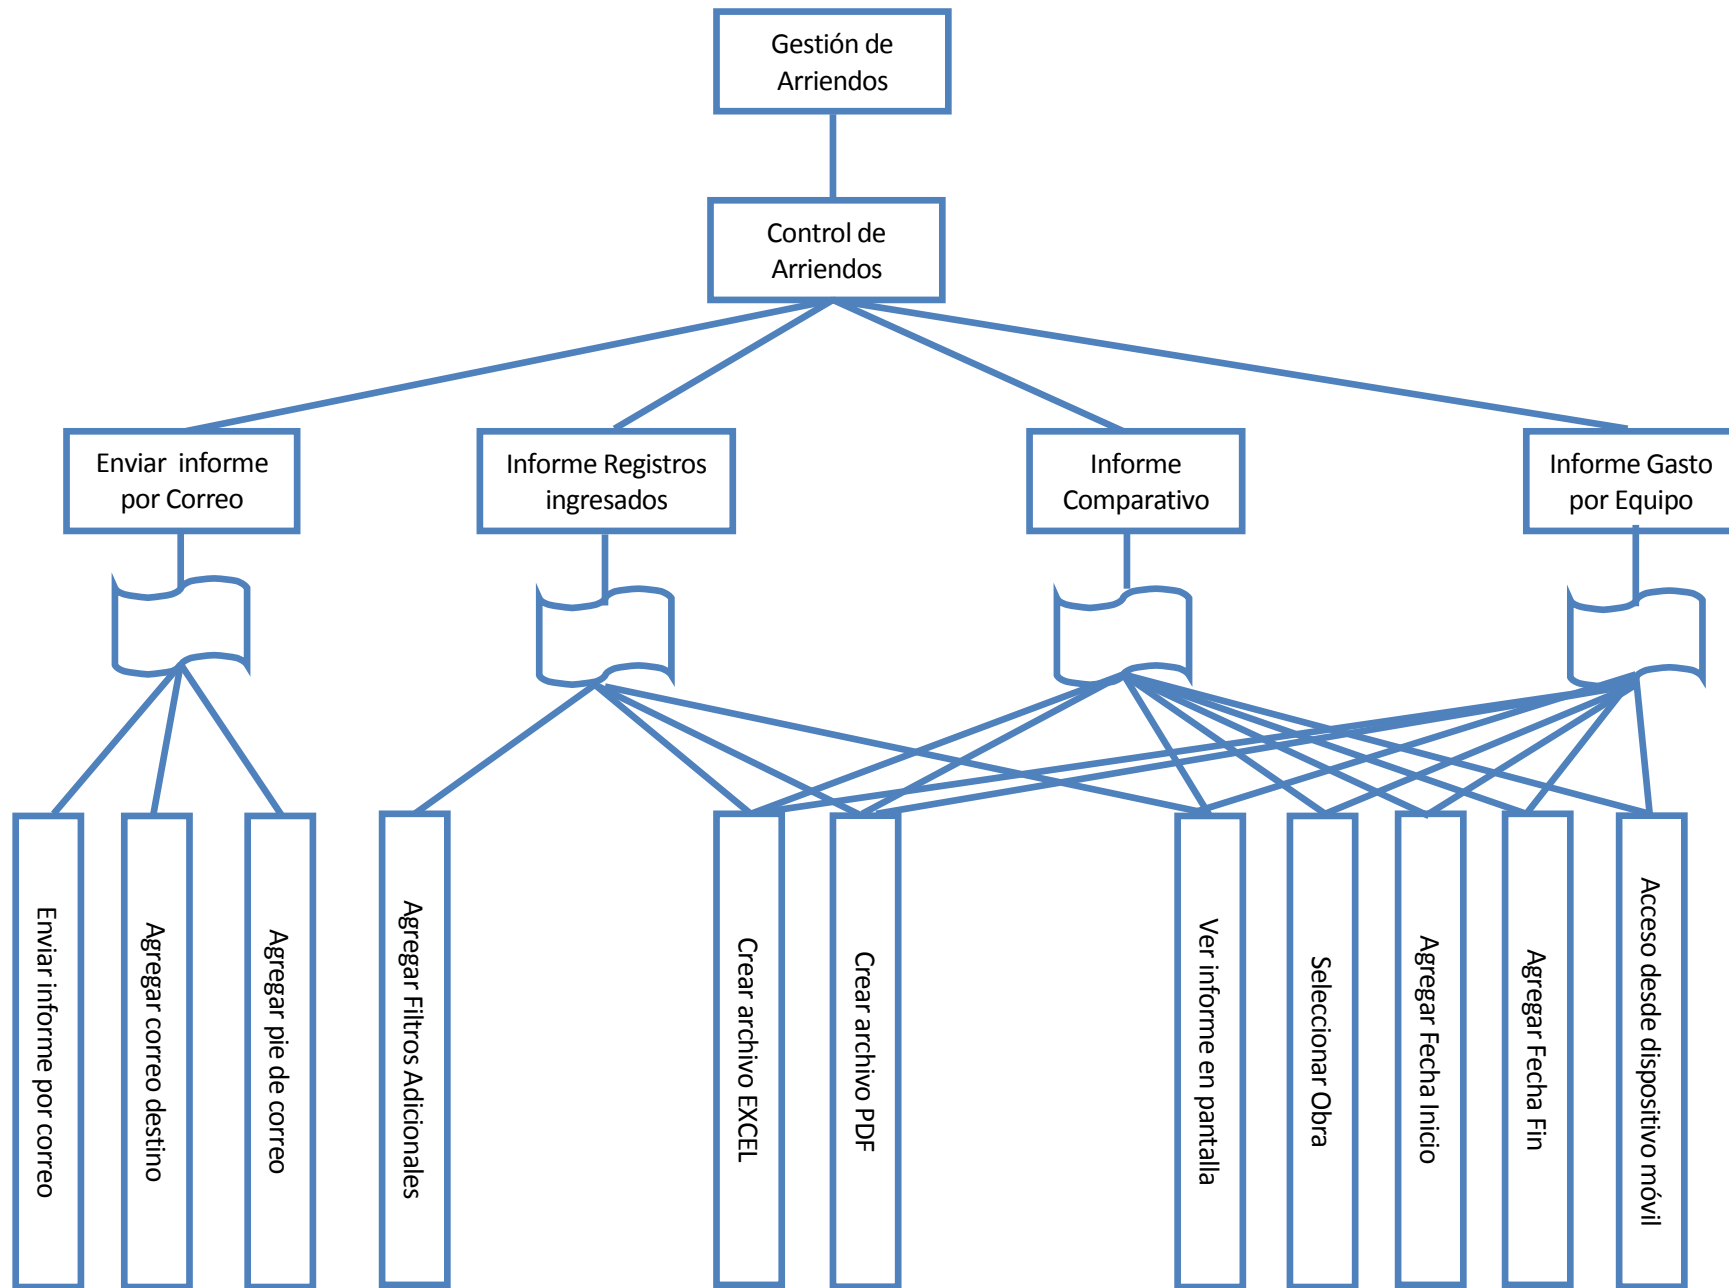 Gestión de
Arriendos
Control de
Arriendos
Enviar informe
por Correo
Informe Registros
ingresados
Informe
Comparativo
Informe Gasto
por Equipo
Enviar informe por correo
Agregar correo destino
Agregar pie de correo
Agregar Filtros Adicionales
Crear archivo EXCEL
Crear archivo PDF
Ver informe en pantalla
Seleccionar Obra
Agregar Fecha Inicio
Agregar Fecha Fin
Acceso desde dispositivo móvil